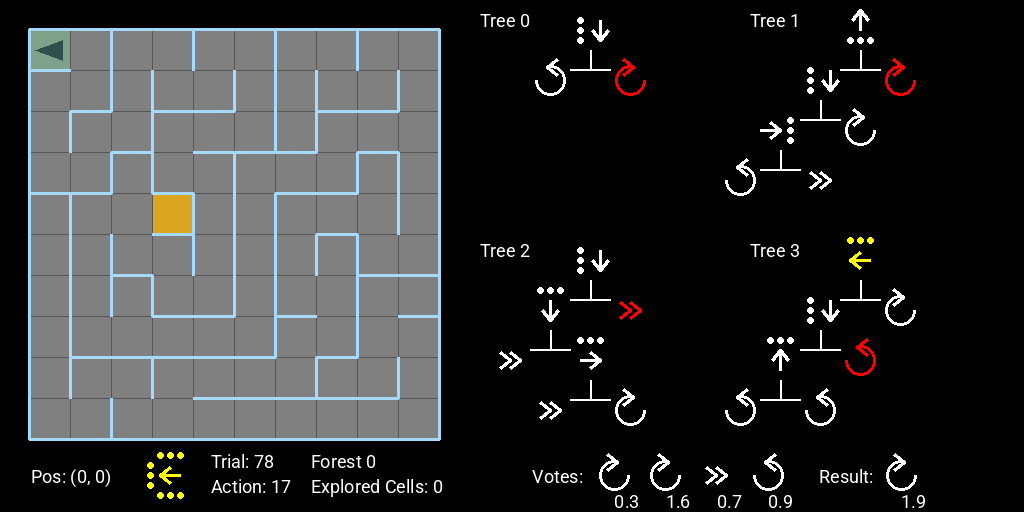 Tree 0
Tree 1
Tree 2
Tree 3
Pos: (0, 0)
Trial: 78
Forest 0
Action: 17
Explored Cells: 0
Votes:
0.3
1.6
0.7
0.9
Result:
1.9